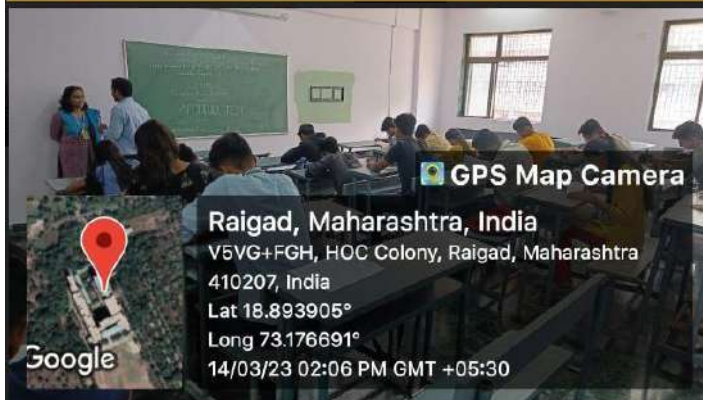 GPS Map Camera
Raigad, Maharashtra, India
V5VG+FGH, HOC Colony, Raigad, Maharashtra
410207, India
Lat 18.893905°
Long 73.176691°
14/03/23 02:06 PM GMT +05:30
Google